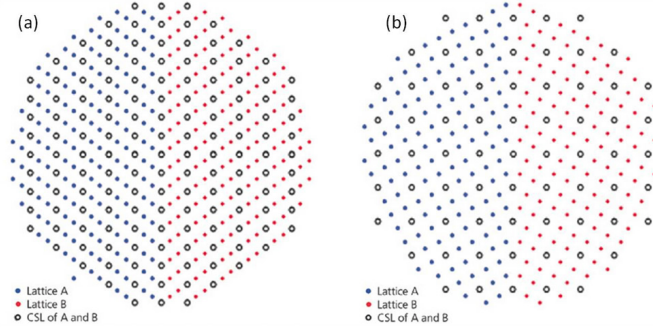 (a)
Lattice A
Lattice B
CSL of A and B
(b)
Lattice A
Lattice B
CSL of A and B